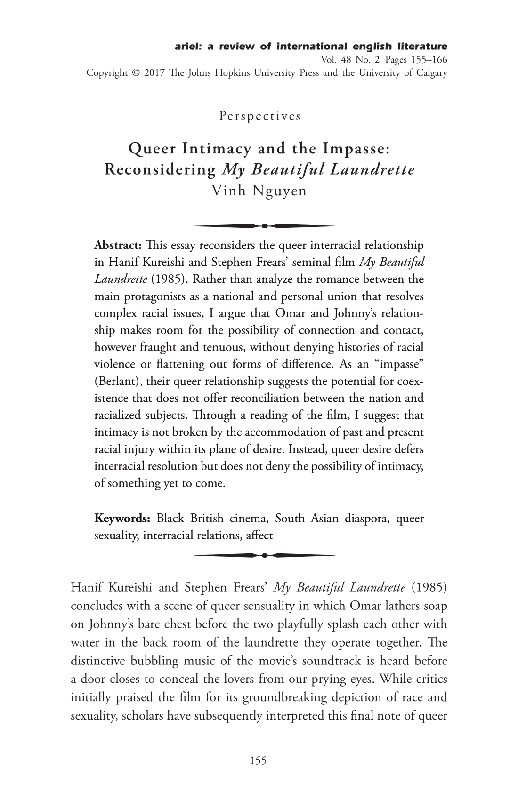 ariel: a review of international english literature
Vol. 48 No. 2 Pages 155–166
Copyright © 2017 The Johns Hopkins University Press and the University of Calgary
Perspectives
Queer Intimacy and the Impasse:
Reconsidering My Beautiful Laundrette
Vinh Nguyen
Abstract: This essay reconsiders the queer interracial relationship
in Hanif Kureishi and Stephen Frears’ seminal film My Beautiful
Laundrette (1985). Rather than analyze the romance between the
main protagonists as a national and personal union that resolves
complex racial issues, I argue that Omar and Johnny’s relation-
ship makes room for the possibility of connection and contact,
however fraught and tenuous, without denying histories of racial
violence or flattening out forms of difference. As an “impasse”
(Berlant), their queer relationship suggests the potential for coex-
istence that does not offer reconciliation between the nation and
racialized subjects. Through a reading of the film, I suggest that
intimacy is not broken by the accommodation of past and present
racial injury within its plane of desire. Instead, queer desire defers
interracial resolution but does not deny the possibility of intimacy,
of something yet to come.
Keywords: Black British cinema, South Asian diaspora, queer
sexuality, interracial relations, affect
Hanif Kureishi and Stephen Frears’ My Beautiful Laundrette (1985)
concludes with a scene of queer sensuality in which Omar lathers soap
on Johnny’s bare chest before the two playfully splash each other with
water in the back room of the laundrette they operate together. The
distinctive bubbling music of the movie’s soundtrack is heard before
a door closes to conceal the lovers from our prying eyes. While critics
initially praised the film for its groundbreaking depiction of race and
sexuality, scholars have subsequently interpreted this final note of queer
155